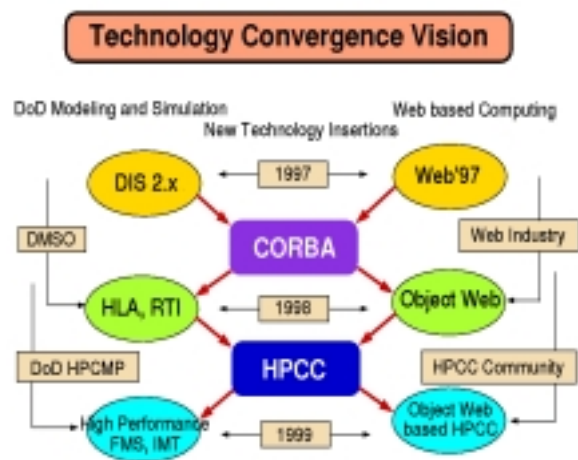 Technology Convergence Vision
DoD Modeling and Simulation
Web based Computing
New Technology Insertions
DIS 2.x
1997
Web'97
DMSO
CORBA
Web Industry
HLA, RTI
1998
Object Web
DoD HPCMP
HPCC
HPCC Community
High Performance
FMS, IMT
1999
Object Web
based HPCC